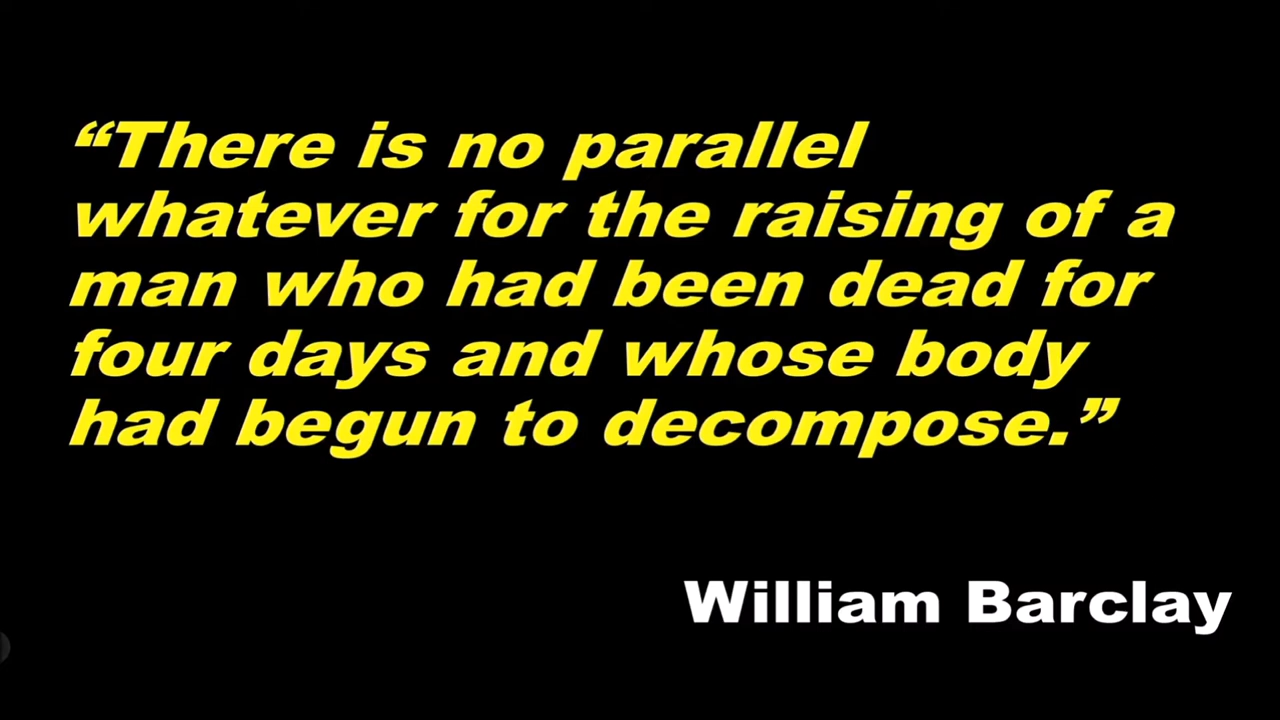 “There is no parallel
whatever for the raising of a
man who had been dead for
four days and whose body
had begun to decompose.”
William Barclay